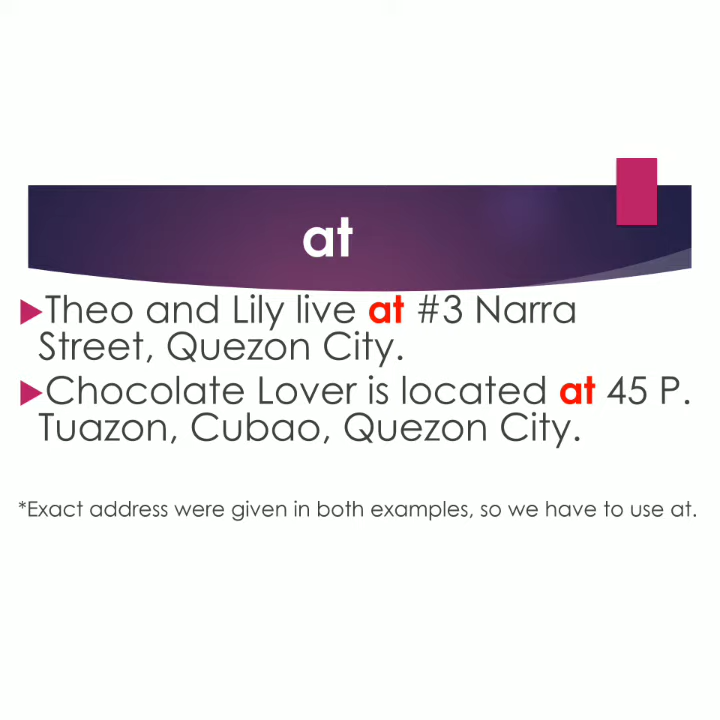 at
Theo and Lily live at #3 Narra
Street, Quezon City.
Chocolate Lover is located at 45 P.
Tuazon, Cubao, Quezon City.
*Exact address were given in both examples, so we have to use at.